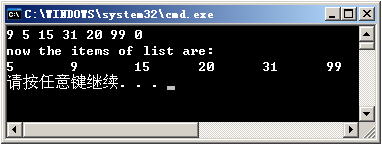 C:\WINDOWS\system32\cmd.exe
9 5 15 31 20 99 0
now the items of list are:
5 9 15 20 31 99
请按任意键继续. . .